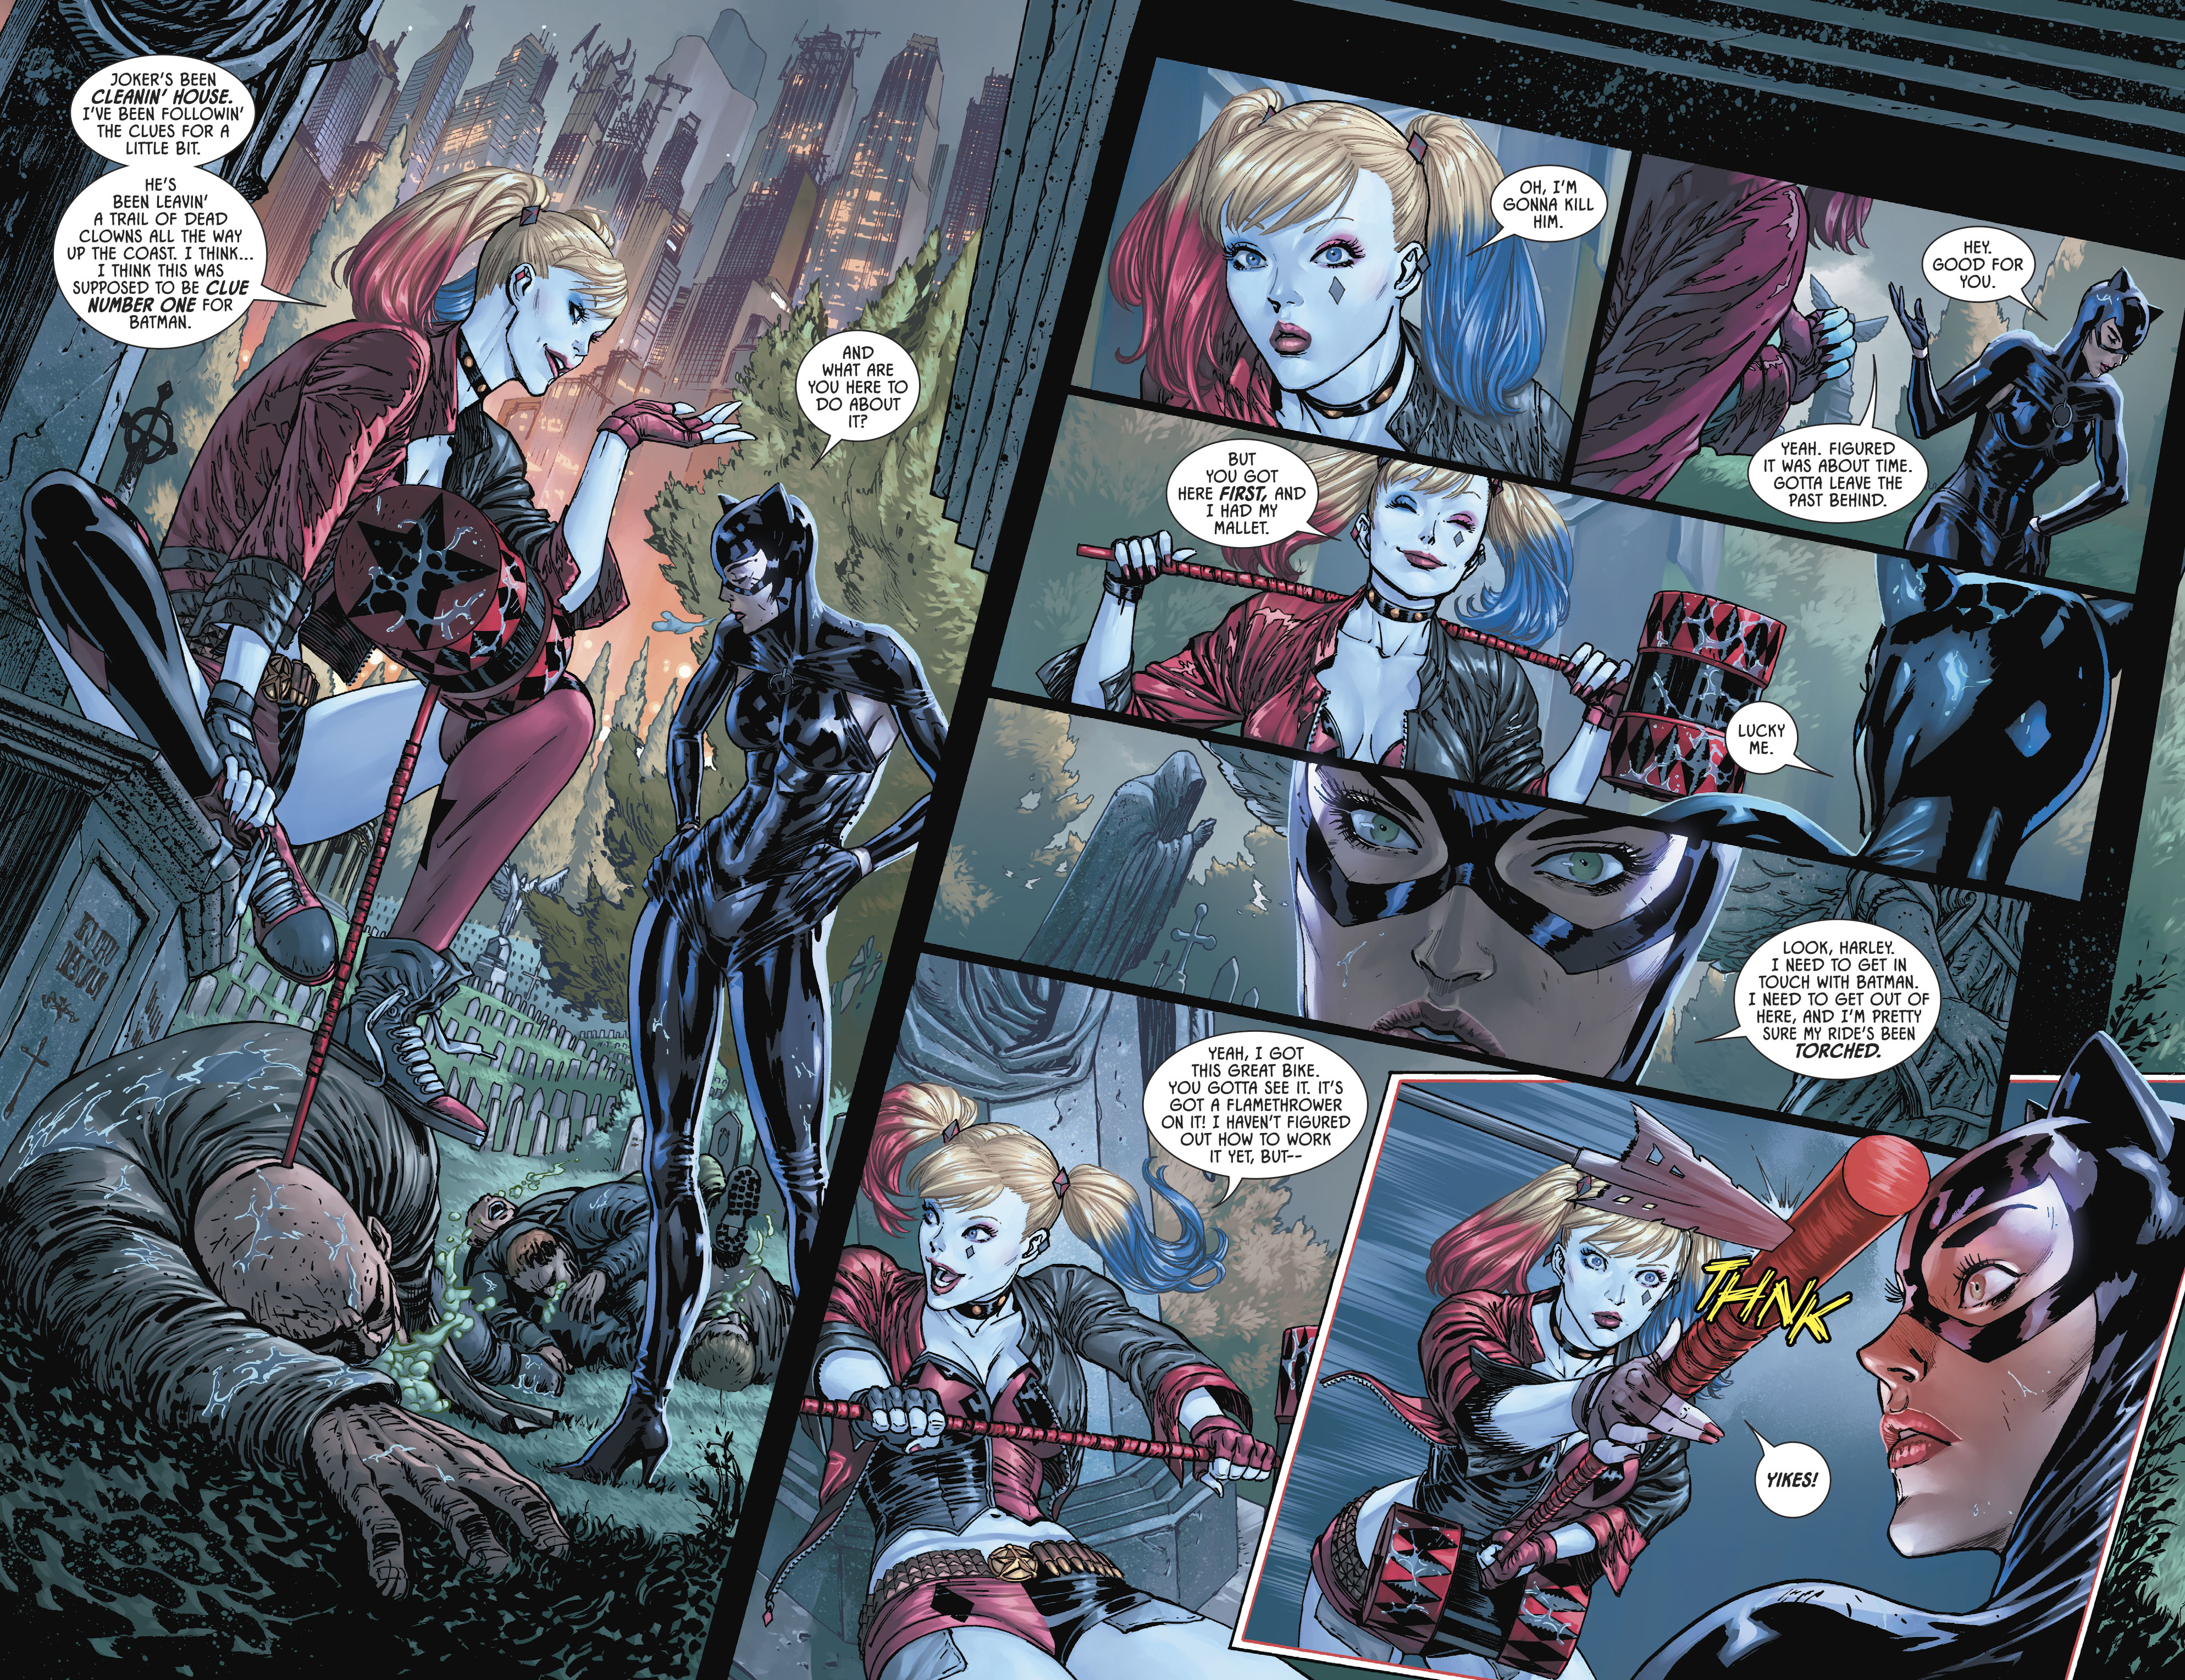 JOKER'S BEEN
CLEANIN' HOUSE.
I'VE BEEN FOLLOWIN'
THE CLUES FOR A
LITTLE BIT.
HE'S
BEEN LEAVIN'
A TRAIL OF DEAD
CLOWNS ALL THE WAY
UP THE COAST. I THINK...
I THINK THIS WAS
SUPPOSED TO BE CLUE
NUMBER ONE FOR
BATMAN.
AND
WHAT ARE
YOU HERE TO
DO ABOUT
IT?
OH, I'M
GONNA KILL
HIM.
HEY.
GOOD FOR
YOU.
YEAH. FIGURED
IT WAS ABOUT TIME.
GOTTA LEAVE THE
PAST BEHIND.
BUT
YOU GOT
HERE FIRST, AND
I HAD MY
MALLET.
LUCKY
ME.
LOOK, HARLEY.
I NEED TO GET IN
TOUCH WITH BATMAN.
I NEED TO GET OUT OF
HERE, AND I'M PRETTY
SURE MY RIDE'S BEEN
TORCHED.
YEAH, I GOT
THIS GREAT BIKE.
YOU GOTTA SEE IT. IT'S
GOT A FLAMETHROWER
ON IT! I HAVEN'T FIGURED
OUT HOW TO WORK
IT YET, BUT--
THNK
YIKES!